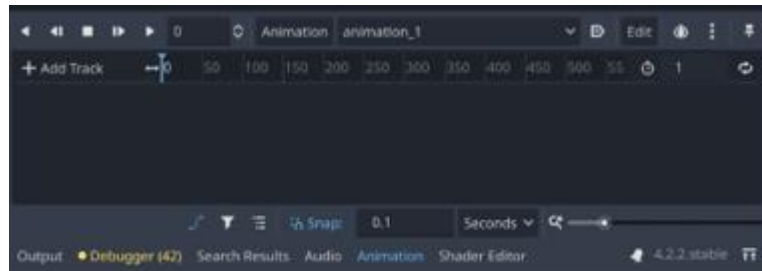 0 Animation animation_1 Edit
+ Add Track 0 50 100 150 200 250 300 350 400 450 500 55 1
Snap: 0.1 Seconds
Output Debugger (42) Search Results Audio Animation Shader Editor 4.2.2.stable